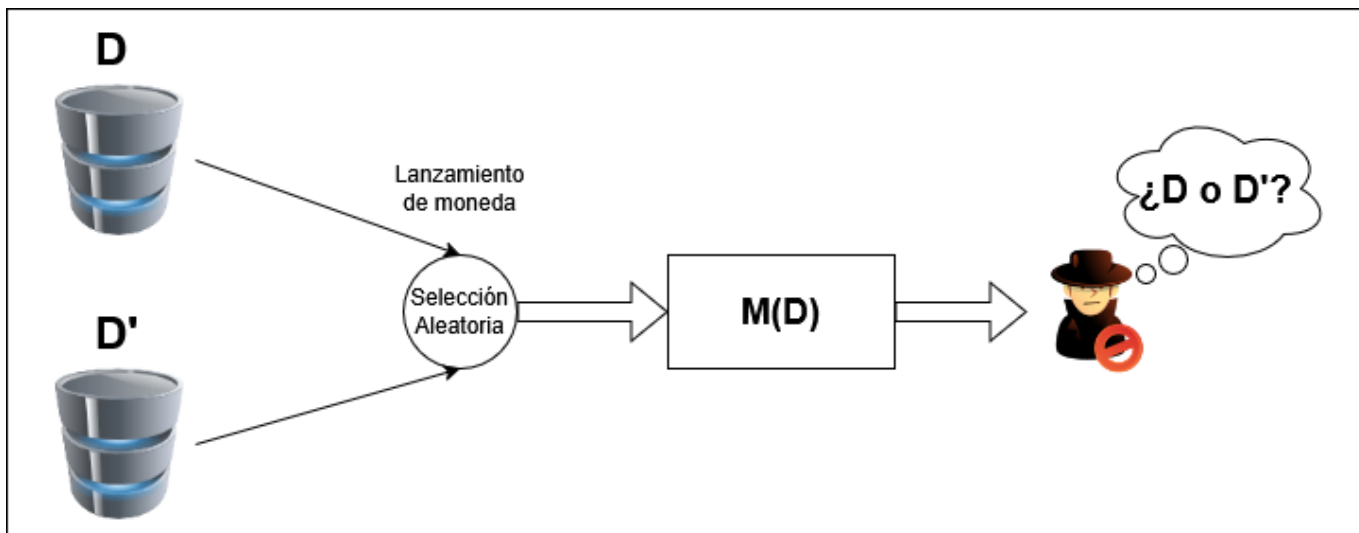 D
Lanzamiento
de moneda
¿D o D'?
Selección
Aleatoria
M(D)
D'